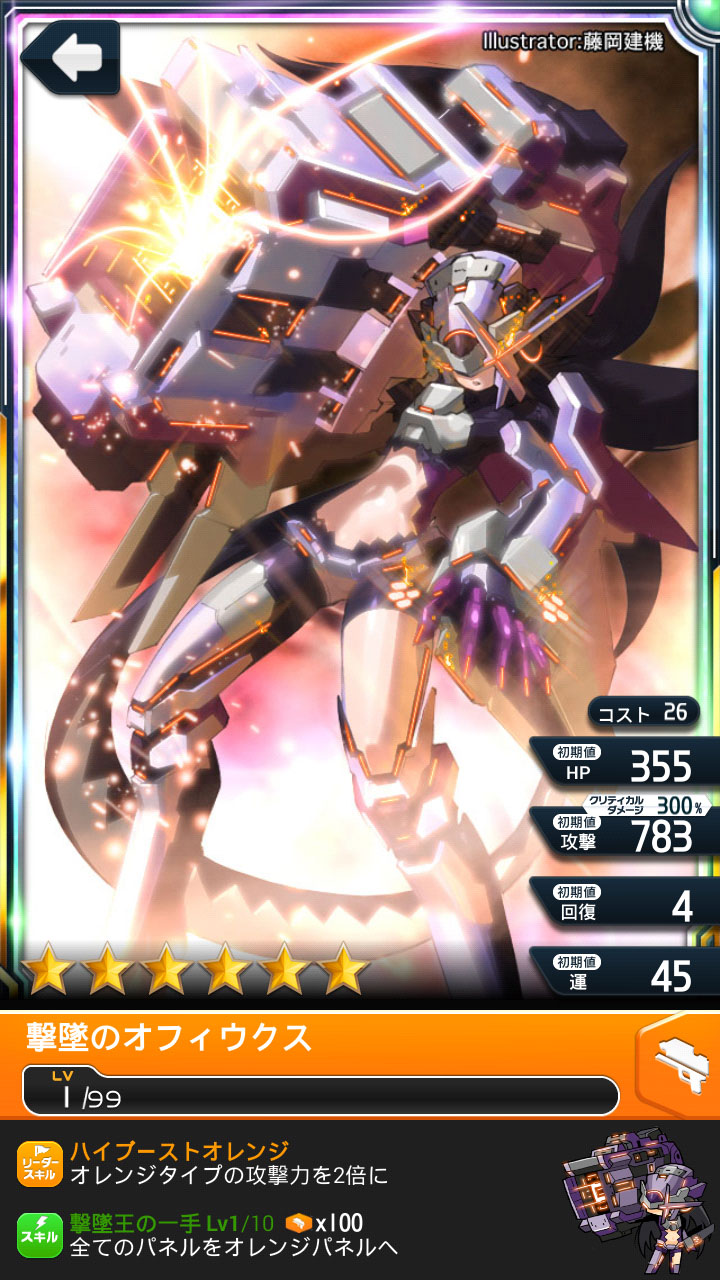 Illustrator:藤岡建機
コスト 26
初期値
HP 355
クリティカル
ダメージ 300%
初期値
攻撃 783
初期値
回復 4
初期値
運 45
撃墜のオフィウクス
LV
1/99
リーダー
スキル
ハイブーストオレンジ
オレンジタイプの攻撃力を2倍に
スキル
撃墜王の一手 Lv1/10 x100
全てのパネルをオレンジパネルへ